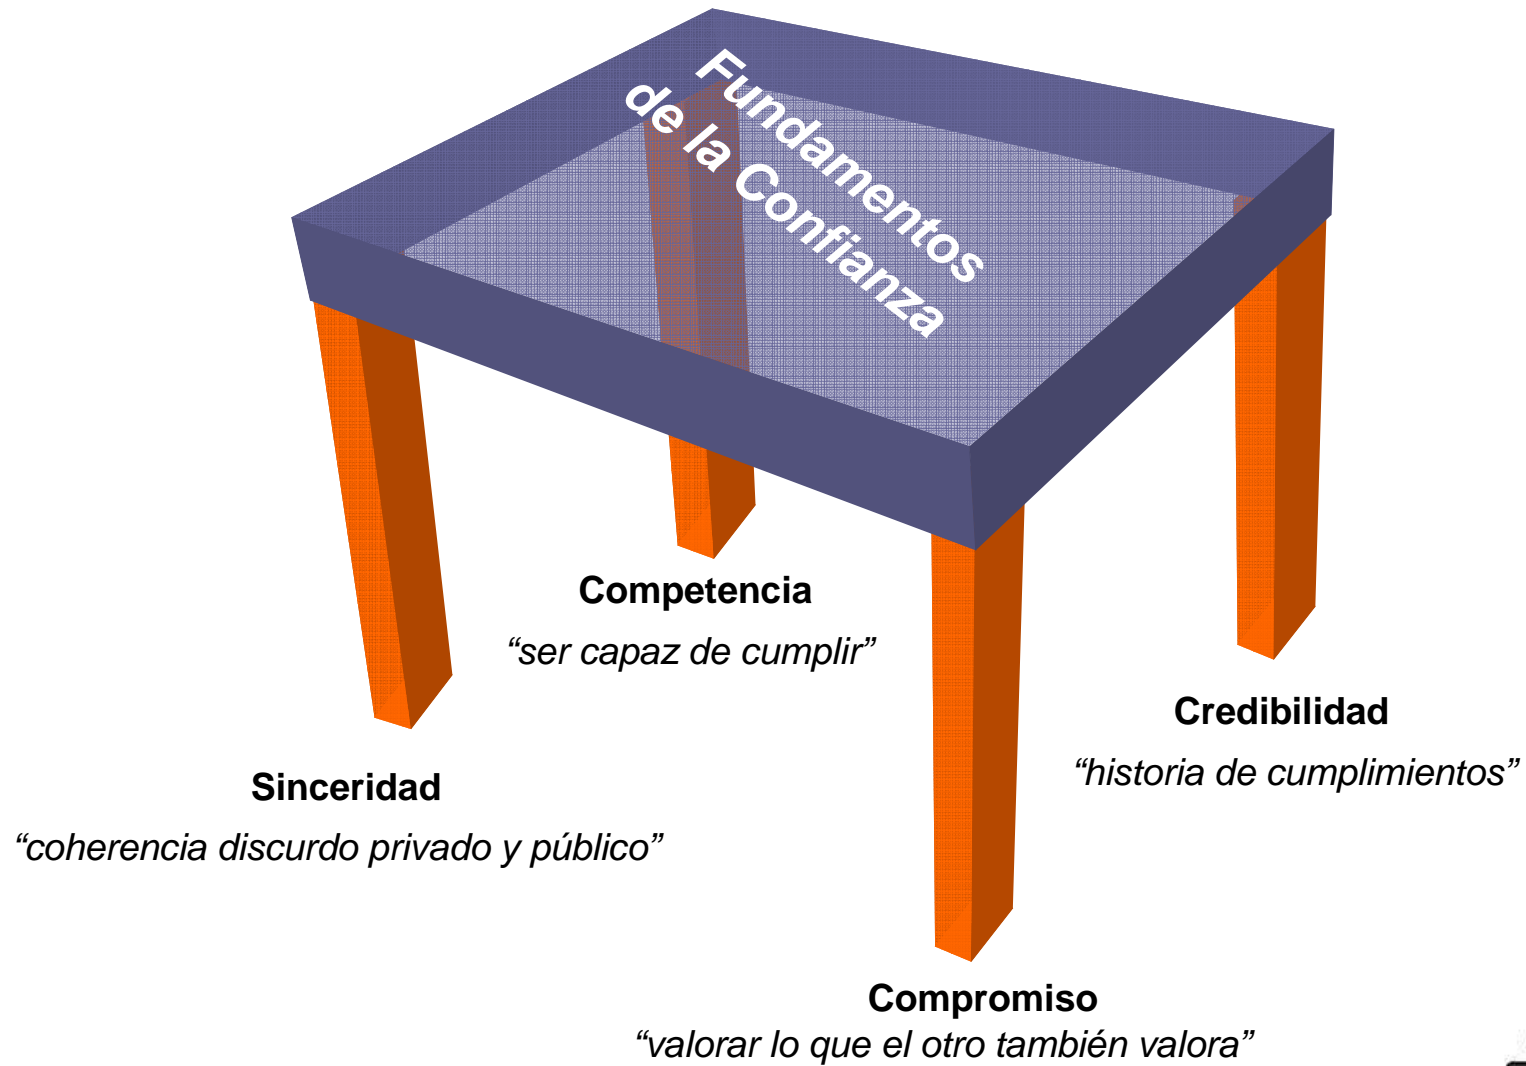 Fundamentos
de la Confianza
Competencia
“ser capaz de cumplir”
Credibilidad
“historia de cumplimientos”
Sinceridad
“coherencia discurdo privado y público”
Compromiso
“valorar lo que el otro también valora”